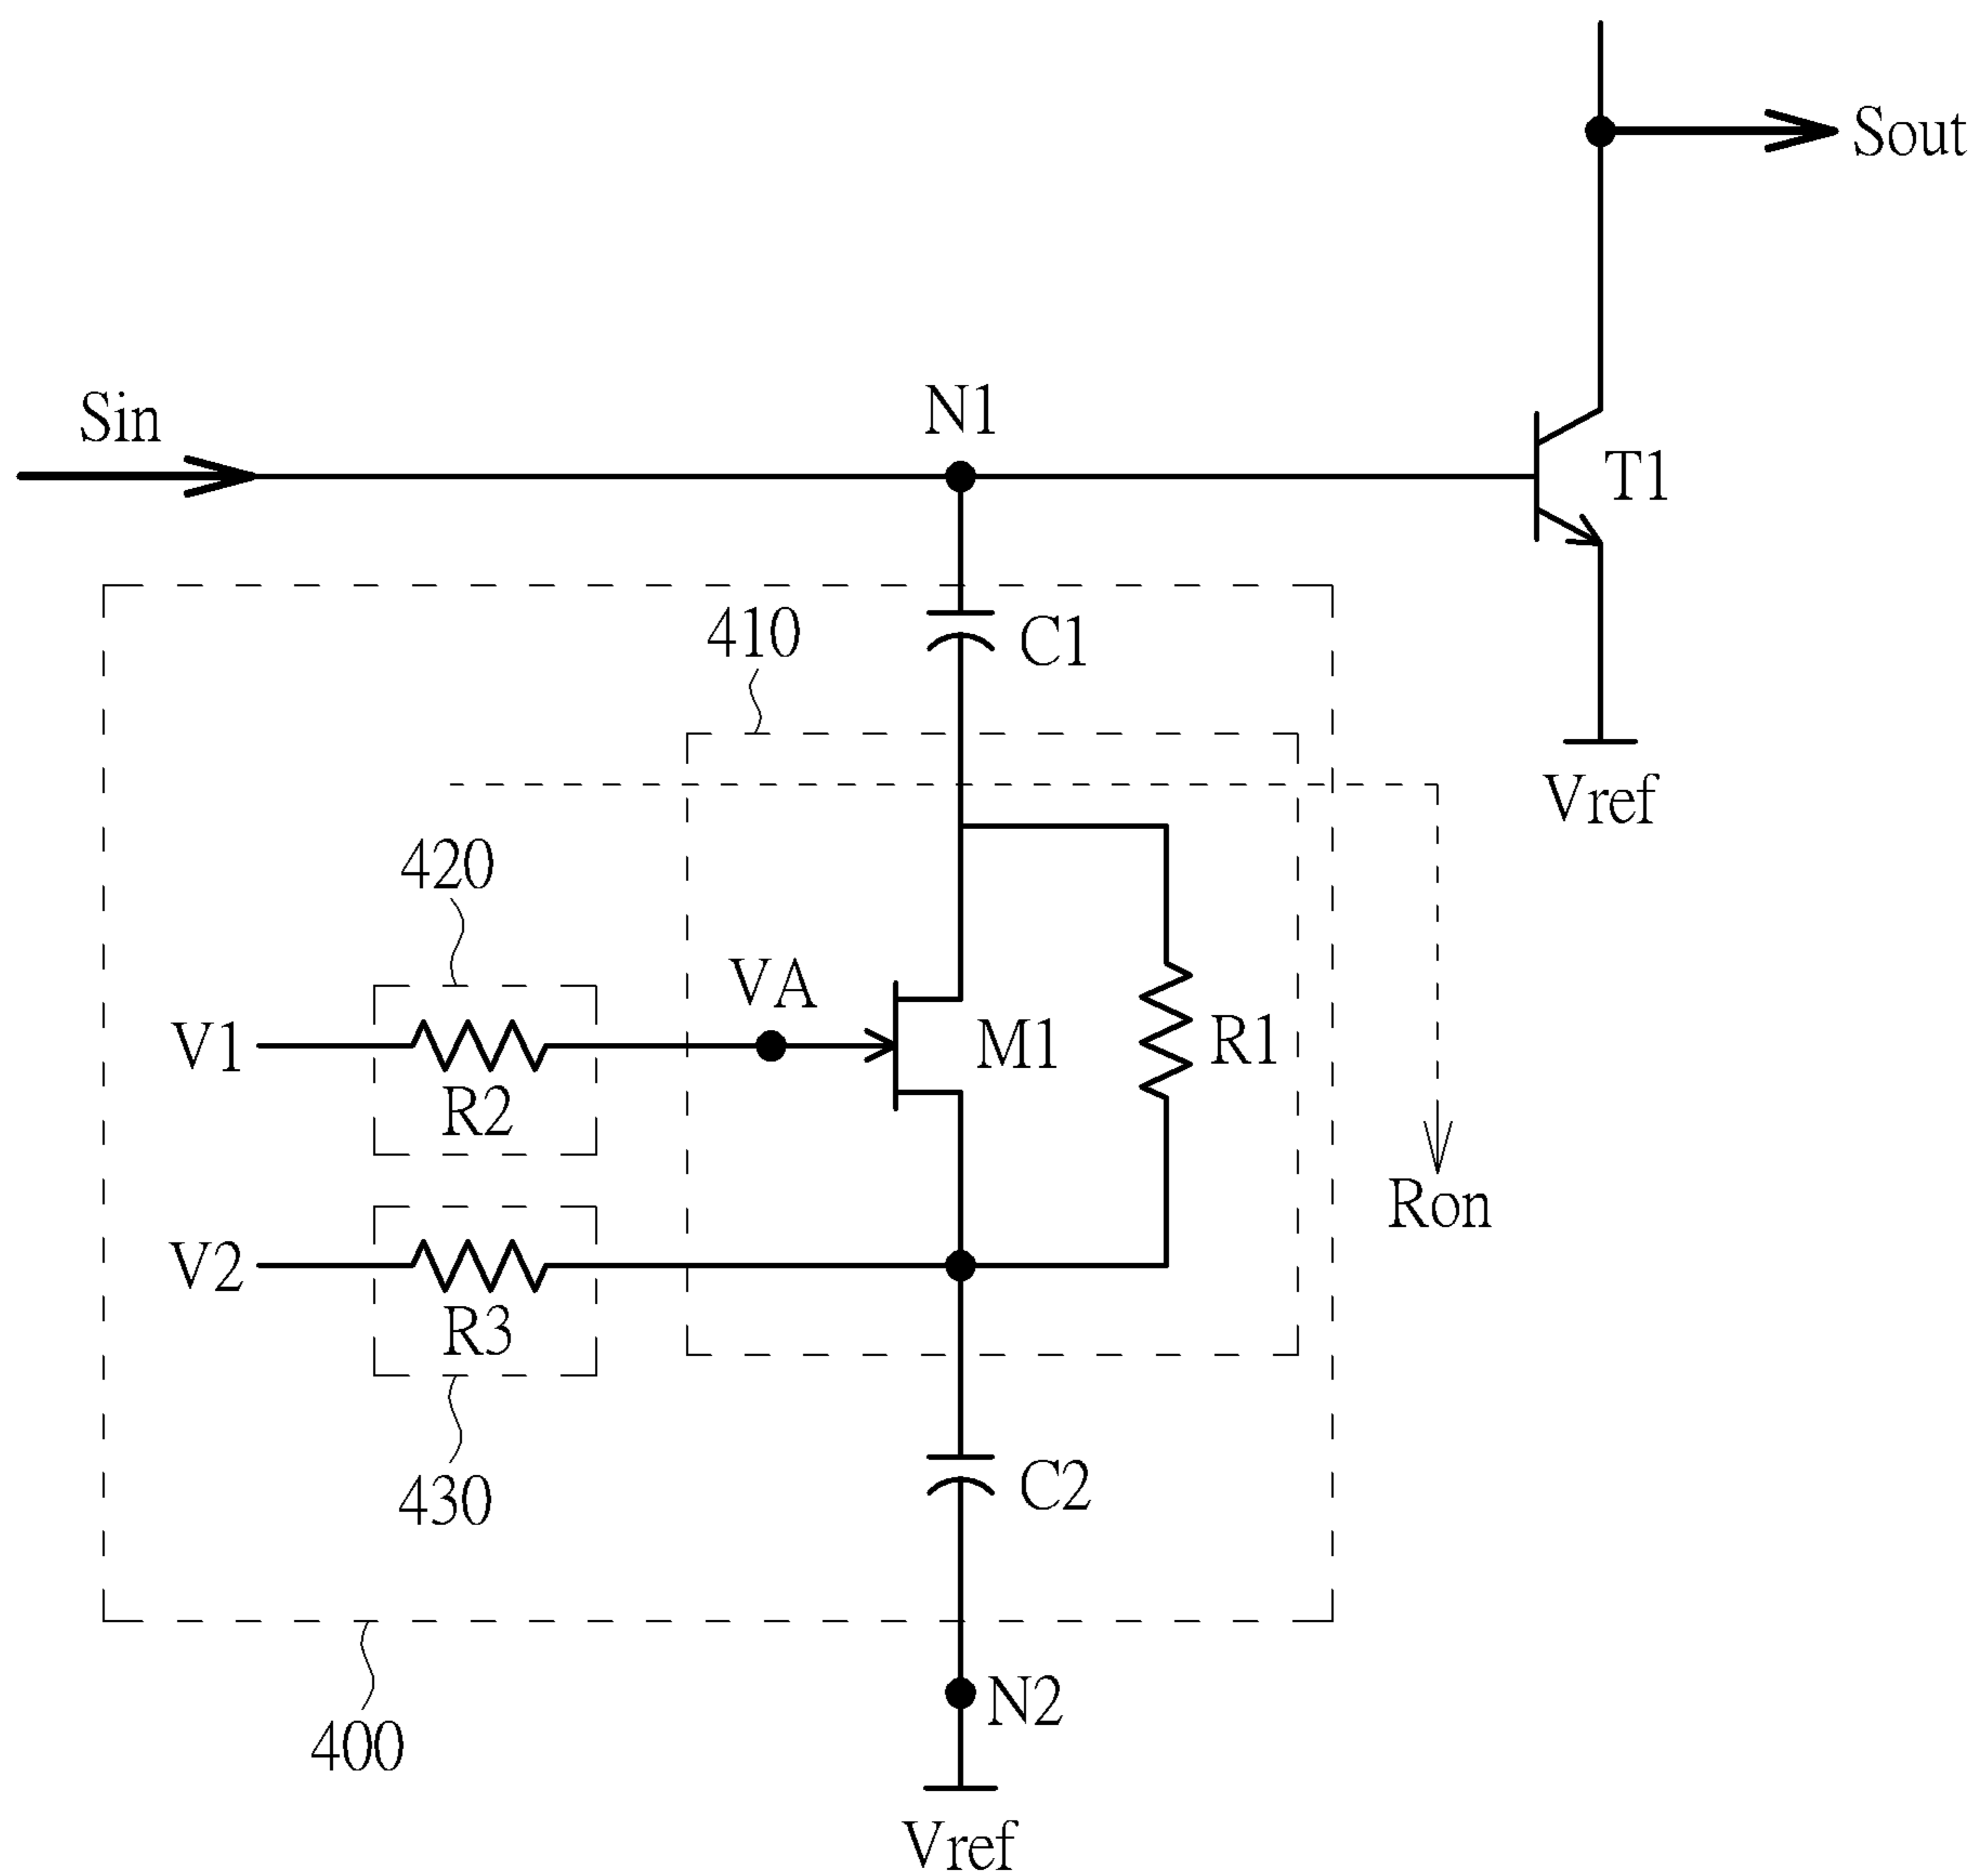 Sout
Sin
N1
T1
410
C1
Vref
420
VA
V1
M1
R1
R2
Ron
V2
R3
430
C2
N2
400
Vref